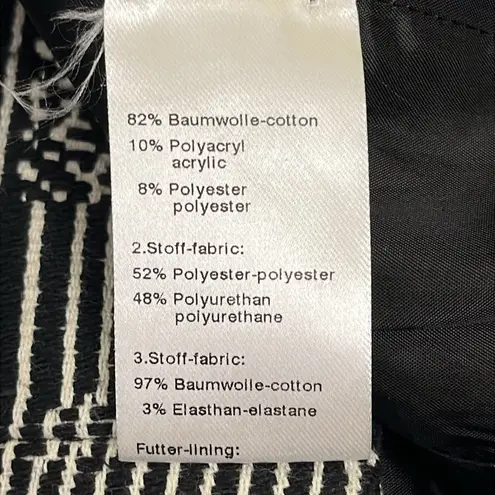 82% Baumwolle-cotton
10% Polyacryl
acrylic
8% Polyester
polyester
2.Stoff-fabric:
52% Polyester-polyester
48% Polyurethan
polyurethane
3.Stoff-fabric:
97% Baumwolle-cotton
3% Elasthan-elastane
Futter-lining: